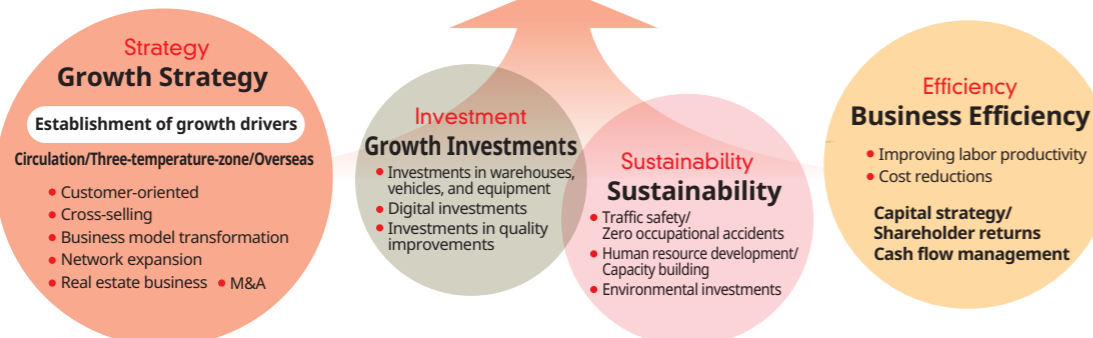 Strategy
Growth Strategy
Establishment of growth drivers
Circulation/Three-temperature-zone/Overseas
• Customer-oriented
• Cross-selling
• Business model transformation
• Network expansion
• Real estate business • M&A
Investment
Growth Investments
• Investments in warehouses,
vehicles, and equipment
• Digital investments
• Investments in quality
improvements
Sustainability
Sustainability
• Traffic safety/
Zero occupational accidents
• Human resource development/
Capacity building
• Environmental investments
Efficiency
Business Efficiency
• Improving labor productivity
• Cost reductions
Capital strategy/
Shareholder returns
Cash flow management